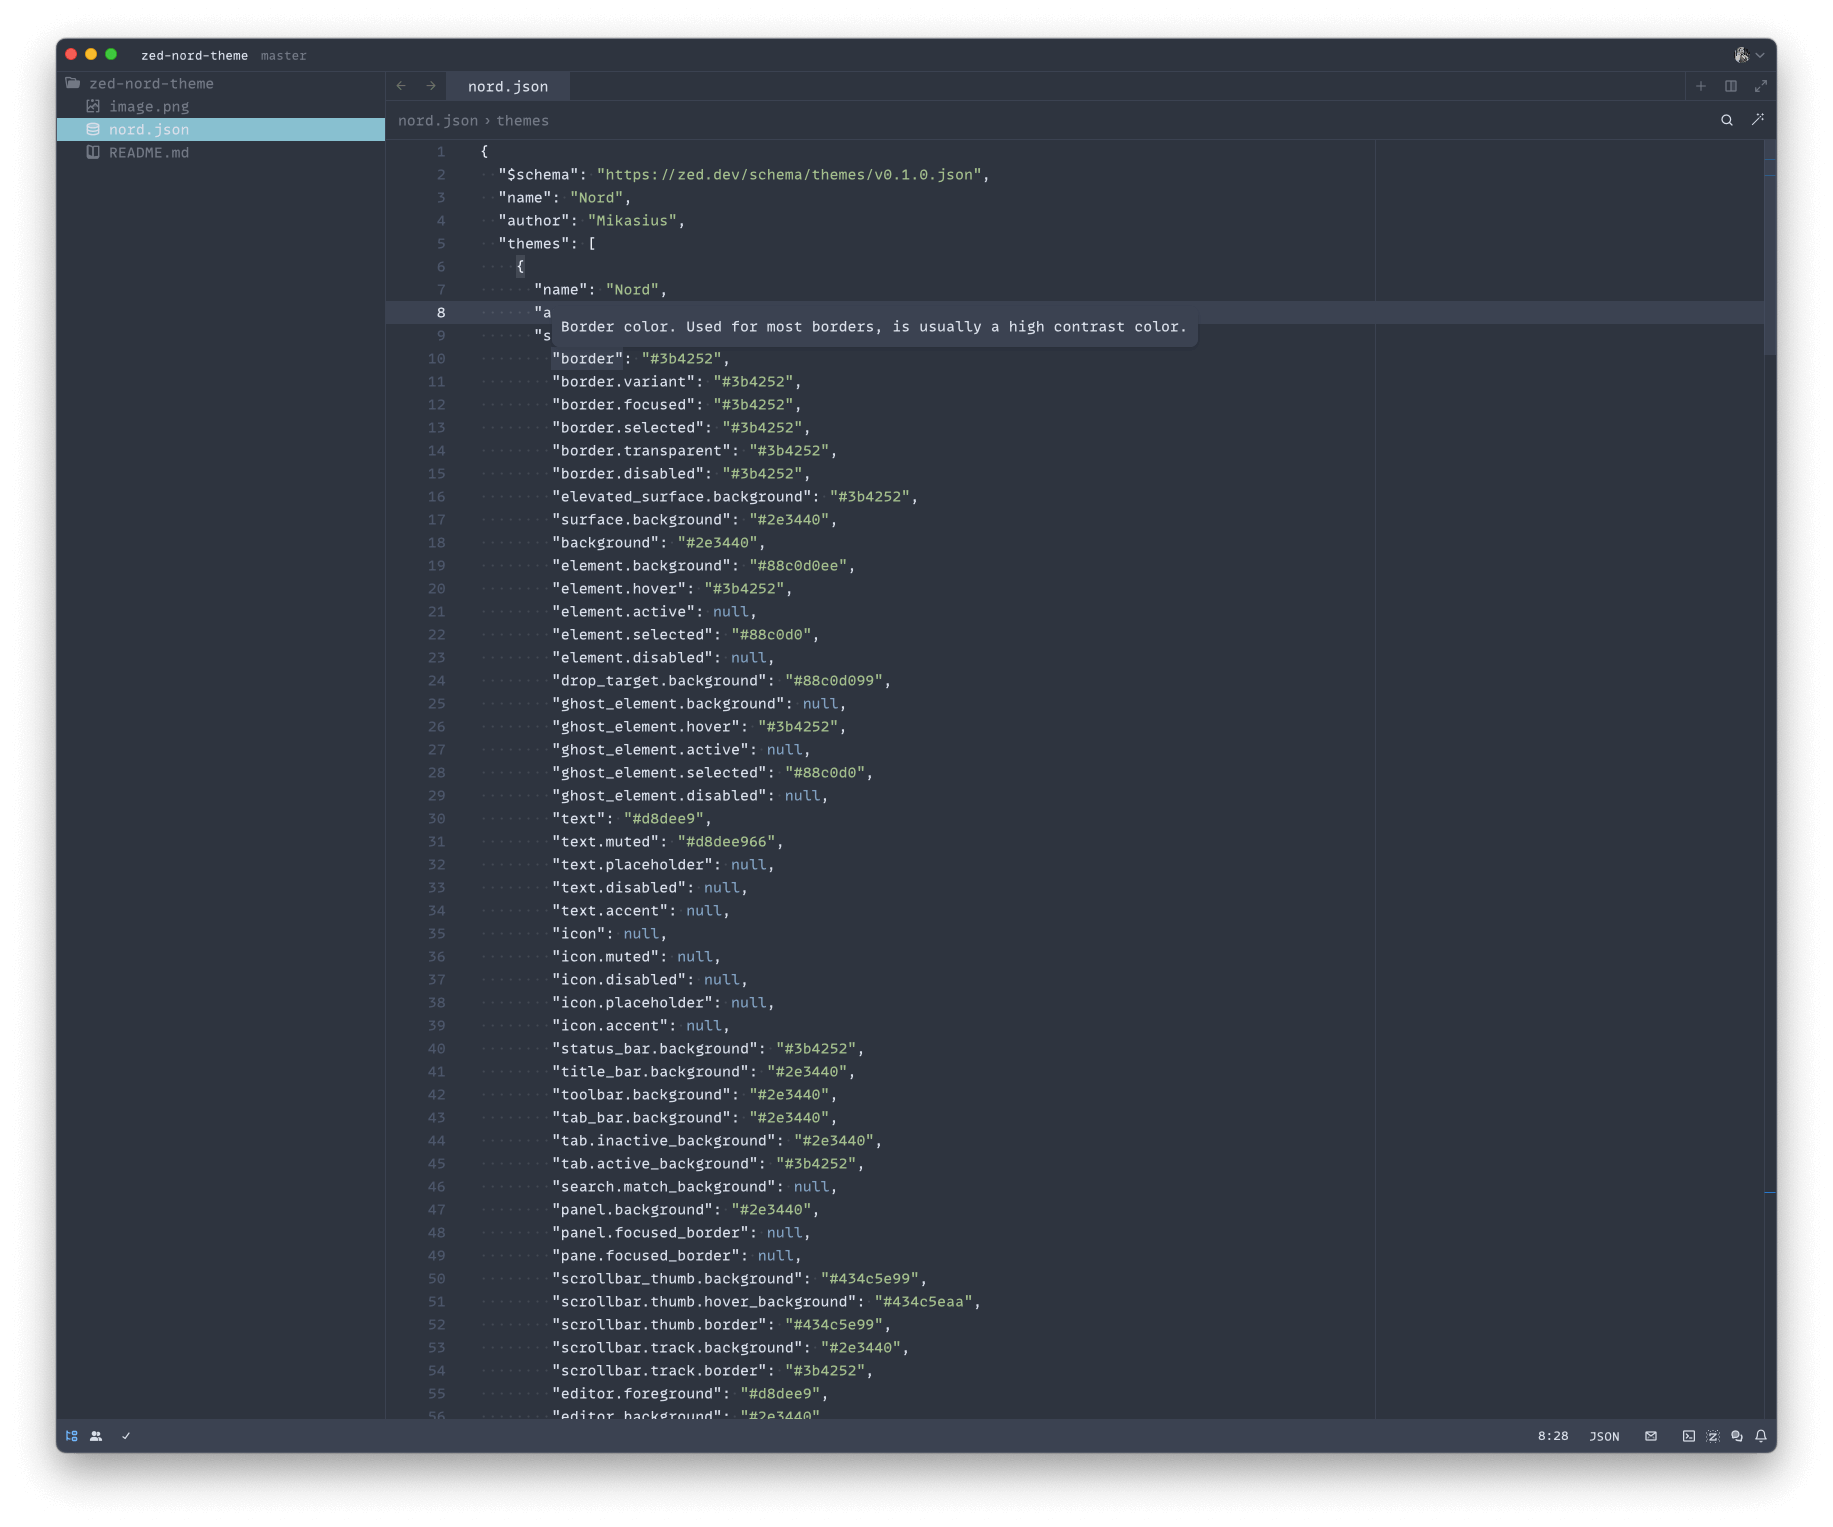 zed-nord-theme master
zed-nord-theme
image.png
nord.json
README.md
nord.json
nord.json › themes
1 {
2 "$schema": "https://zed.dev/schema/themes/v0.1.0.json",
3 "name": "Nord",
4 "author": "Mikasius",
5 "themes": [
6 {
7 "name": "Nord",
8 "a
Border color. Used for most borders, is usually a high contrast color.
9 "s
10 "border": "#3b4252",
11 "border.variant": "#3b4252",
12 "border.focused": "#3b4252",
13 "border.selected": "#3b4252",
14 "border.transparent": "#3b4252",
15 "border.disabled": "#3b4252",
16 "elevated_surface.background": "#3b4252",
17 "surface.background": "#2e3440",
18 "background": "#2e3440",
19 "element.background": "#88c0d0ee",
20 "element.hover": "#3b4252",
21 "element.active": null,
22 "element.selected": "#88c0d0",
23 "element.disabled": null,
24 "drop_target.background": "#88c0d099",
25 "ghost_element.background": null,
26 "ghost_element.hover": "#3b4252",
27 "ghost_element.active": null,
28 "ghost_element.selected": "#88c0d0",
29 "ghost_element.disabled": null,
30 "text": "#d8dee9",
31 "text.muted": "#d8dee966",
32 "text.placeholder": null,
33 "text.disabled": null,
34 "text.accent": null,
35 "icon": null,
36 "icon.muted": null,
37 "icon.disabled": null,
38 "icon.placeholder": null,
39 "icon.accent": null,
40 "status_bar.background": "#3b4252",
41 "title_bar.background": "#2e3440",
42 "toolbar.background": "#2e3440",
43 "tab_bar.background": "#2e3440",
44 "tab.inactive_background": "#2e3440",
45 "tab.active_background": "#3b4252",
46 "search.match_background": null,
47 "panel.background": "#2e3440",
48 "panel.focused_border": null,
49 "pane.focused_border": null,
50 "scrollbar_thumb.background": "#434c5e99",
51 "scrollbar.thumb.hover_background": "#434c5eaa",
52 "scrollbar.thumb.border": "#434c5e99",
53 "scrollbar.track.background": "#2e3440",
54 "scrollbar.track.border": "#3b4252",
55 "editor.foreground": "#d8dee9",
56 "editor.background": "#2e3440"
8:28 JSON